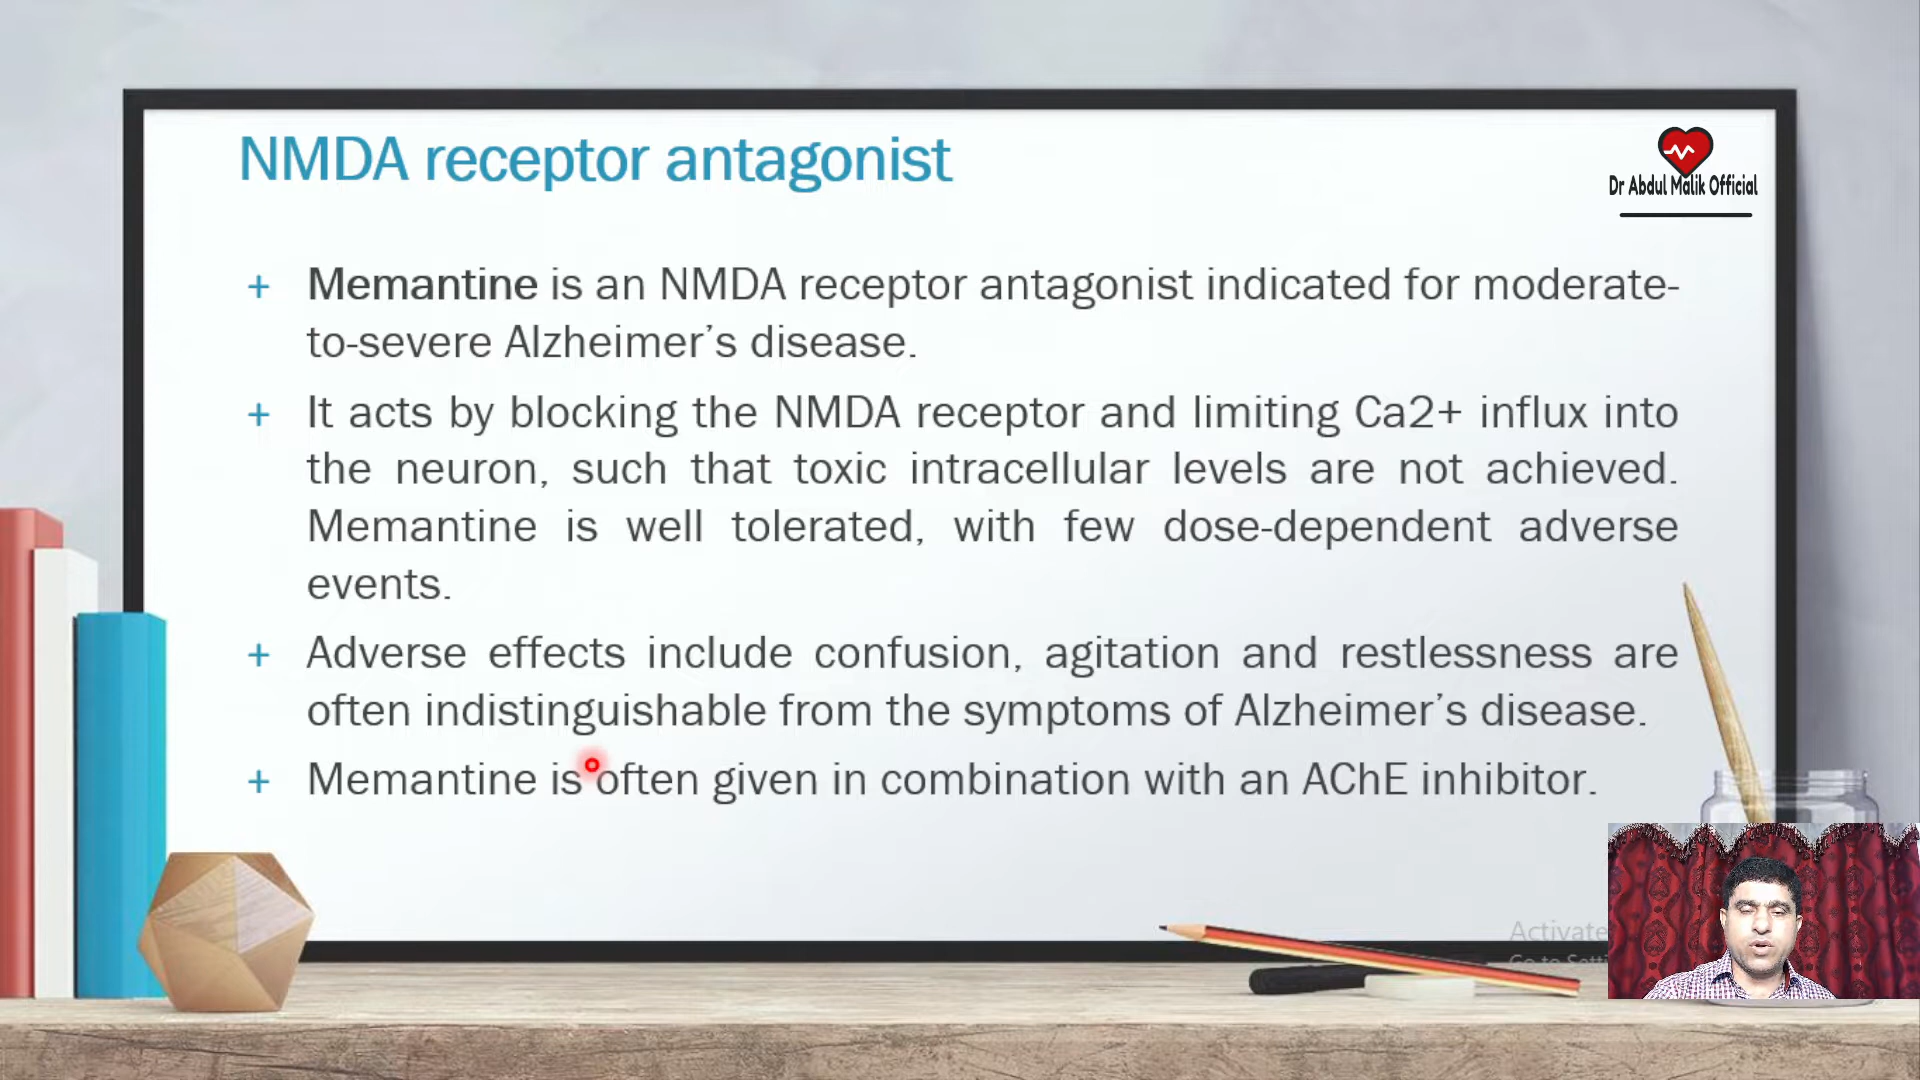 NMDA receptor antagonist
Dr Abdul Malik Official
+ Memantine is an NMDA receptor antagonist indicated for moderate-
to-severe Alzheimer’s disease.
+ It acts by blocking the NMDA receptor and limiting Ca2+ influx into
the neuron, such that toxic intracellular levels are not achieved.
Memantine is well tolerated, with few dose-dependent adverse
events.
+ Adverse effects include confusion, agitation and restlessness are
often indistinguishable from the symptoms of Alzheimer’s disease.
+ Memantine is often given in combination with an AChE inhibitor.
Activate